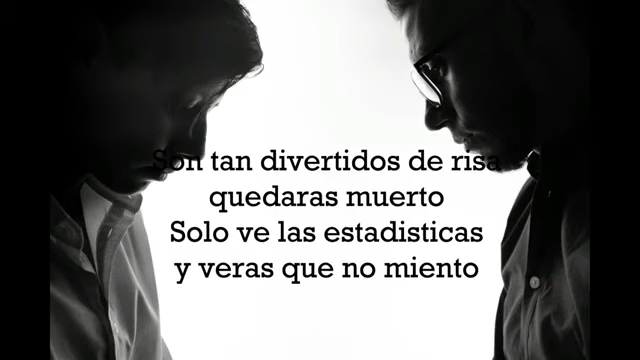 Son tan divertidos de risa
quedaras muerto
Solo ve las estadisticas
y veras que no miento